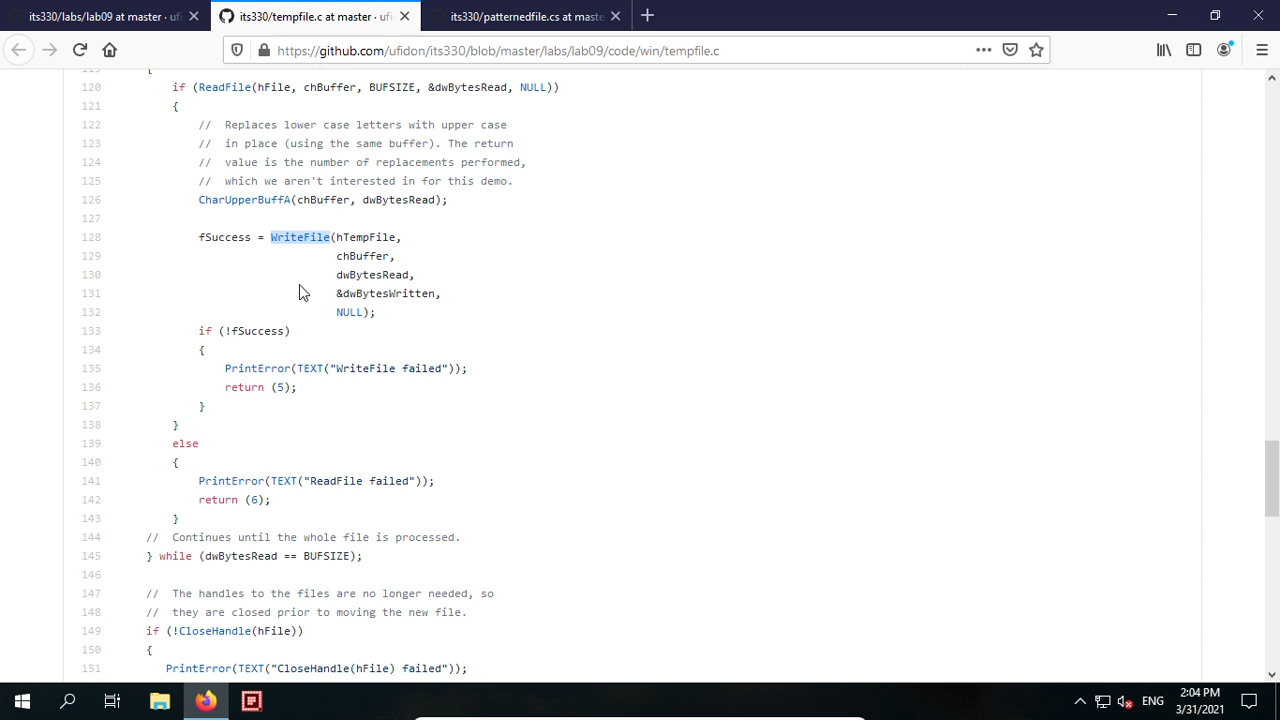 its330/labs/lab09 at master · ufi
its330/tempfile.c at master · ufi
its330/patternedfile.cs at maste
https://github.com/ufidon/its330/blob/master/labs/lab09/code/win/tempfile.c
119 {
120 if (ReadFile(hFile, chBuffer, BUFSIZE, &dwBytesRead, NULL))
121 {
122 // Replaces lower case letters with upper case
123 // in place (using the same buffer). The return
124 // value is the number of replacements performed,
125 // which we aren't interested in for this demo.
126 CharUpperBuffA(chBuffer, dwBytesRead);
127
128 fSuccess = WriteFile(hTempFile,
129 chBuffer,
130 dwBytesRead,
131 &dwBytesWritten,
132 NULL);
133 if (!fSuccess)
134 {
135 PrintError(TEXT("WriteFile failed"));
136 return (5);
137 }
138 }
139 else
140 {
141 PrintError(TEXT("ReadFile failed"));
142 return (6);
143 }
144 // Continues until the whole file is processed.
145 } while (dwBytesRead == BUFSIZE);
146
147 // The handles to the files are no longer needed, so
148 // they are closed prior to moving the new file.
149 if (!CloseHandle(hFile))
150 {
151 PrintError(TEXT("CloseHandle(hFile) failed"));
ENG
2:04 PM
3/31/2021